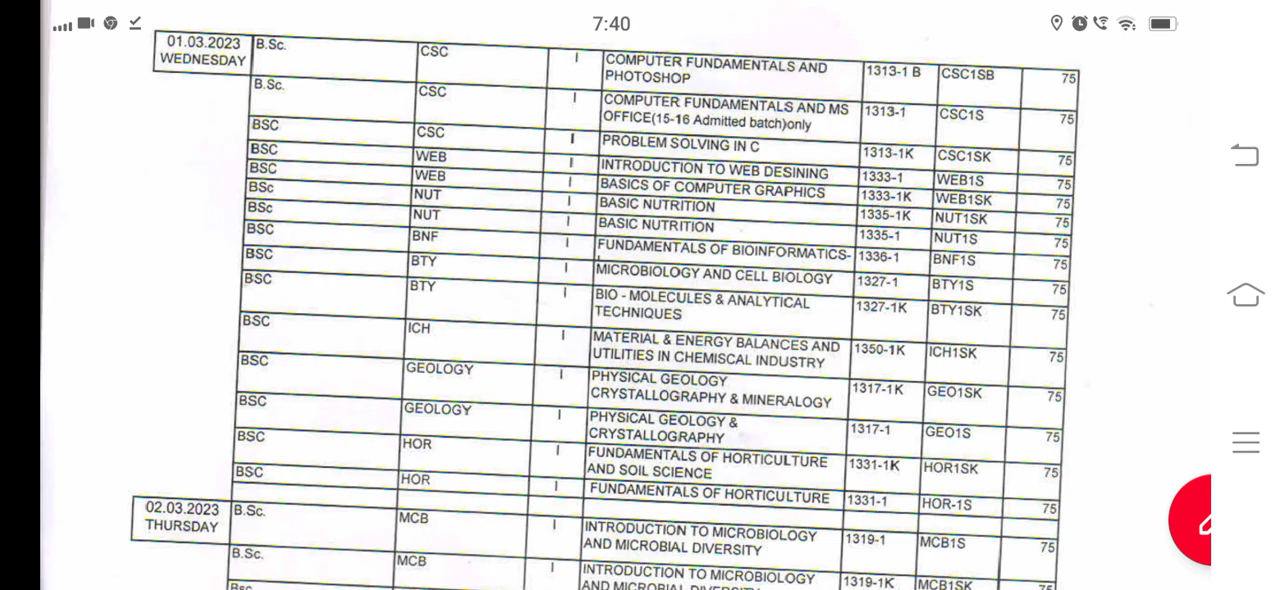 7:40
01.03.2023 B.Sc. CSC I COMPUTER FUNDAMENTALS AND 1313-1 B CSC1SB 75
WEDNESDAY PHOTOSHOP
B.Sc. CSC I COMPUTER FUNDAMENTALS AND MS 1313-1 CSC1S 75
OFFICE(15-16 Admitted batch)only
BSC CSC I PROBLEM SOLVING IN C 1313-1K CSC1SK 75
BSC WEB I INTRODUCTION TO WEB DESINING 1333-1 WEB1S 75
BSC WEB I BASICS OF COMPUTER GRAPHICS 1333-1K WEB1SK 75
BSc NUT I BASIC NUTRITION 1335-1K NUT1SK 75
BSc NUT I BASIC NUTRITION 1335-1 NUT1S 75
BSC BNF I FUNDAMENTALS OF BIOINFORMATICS- 1336-1 BNF1S 75
I
BSC BTY I MICROBIOLOGY AND CELL BIOLOGY 1327-1 BTY1S 75
BSC BTY I BIO - MOLECULES & ANALYTICAL 1327-1K BTY1SK 75
TECHNIQUES
BSC ICH I MATERIAL & ENERGY BALANCES AND 1350-1K ICH1SK 75
UTILITIES IN CHEMISCAL INDUSTRY
BSC GEOLOGY I PHYSICAL GEOLOGY 1317-1K GEO1SK 75
CRYSTALLOGRAPHY & MINERALOGY
BSC GEOLOGY I PHYSICAL GEOLOGY & 1317-1 GEO1S 75
CRYSTALLOGRAPHY
BSC HOR I FUNDAMENTALS OF HORTICULTURE 1331-1K HOR1SK 75
AND SOIL SCIENCE
BSC HOR I FUNDAMENTALS OF HORTICULTURE 1331-1 HOR-1S 75
02.03.2023 B.Sc. MCB I INTRODUCTION TO MICROBIOLOGY 1319-1 MCB1S 75
THURSDAY AND MICROBIAL DIVERSITY
B.Sc. MCB I INTRODUCTION TO MICROBIOLOGY 1319-1K MCB1SK 75
AND MICROBIAL DIVERSITY
Bsc